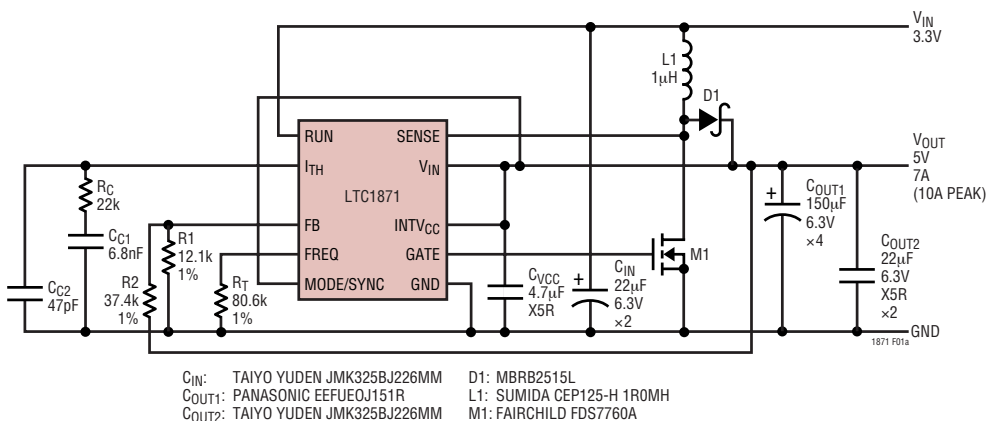 VIN
3.3V
L1
1µH
D1
RUN
SENSE
ITH
VIN
LTC1871
FB
INTVCC
FREQ
GATE
MODE/SYNC
GND
RC
22k
CC1
6.8nF
CC2
47pF
R1
12.1k
1%
R2
37.4k
1%
RT
80.6k
1%
CVCC
4.7µF
X5R
+
CIN
22µF
6.3V
×2
M1
VOUT
5V
7A
(10A PEAK)
+
COUT1
150µF
6.3V
×4
COUT2
22µF
6.3V
X5R
×2
GND
1871 F01a
CIN: TAIYO YUDEN JMK325BJ226MM
COUT1: PANASONIC EEFUEOJ151R
COUT2: TAIYO YUDEN JMK325BJ226MM
D1: MBRB2515L
L1: SUMIDA CEP125-H 1R0MH
M1: FAIRCHILD FDS7760A